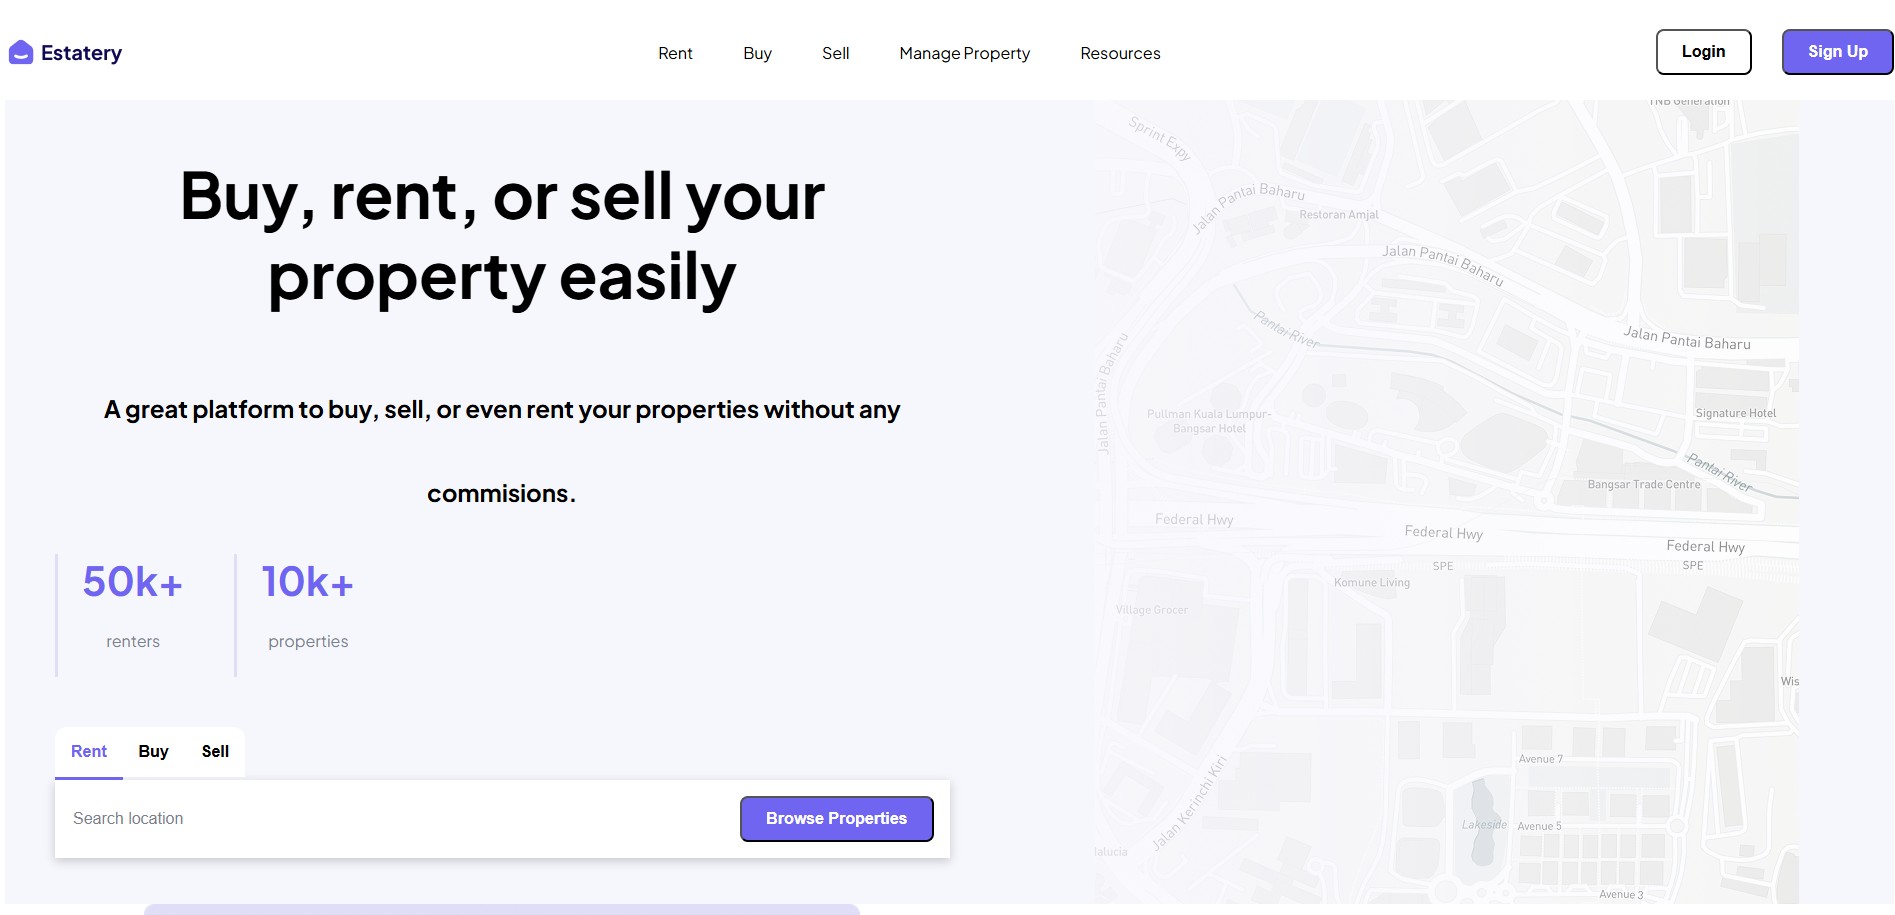 Estatery
Rent
Buy
Sell
Manage Property
Resources
Login
Sign Up
Buy, rent, or sell your
property easily
A great platform to buy, sell, or even rent your properties without any
commisions.
50k+
renters
10k+
properties
Rent
Buy
Sell
Search location
Browse Properties
TNB Generation
Sprint Expy
Jalan Pantai Baharu
Restoran Amjal
Jalan Pantai Baharu
Pantai River
Jalan Pantai Baharu
Jalan Pantai Baharu
Pullman Kuala Lumpur-
Bangsar Hotel
Signature Hotel
Pantai River
Bangsar Trade Centre
Federal Hwy
Federal Hwy
Federal Hwy
SPE
SPE
Komune Living
Village Grocer
Wis
Avenue 7
Jalan Kerinchi Kiri
Lakeside
Avenue 5
lalucia
Avenue 3